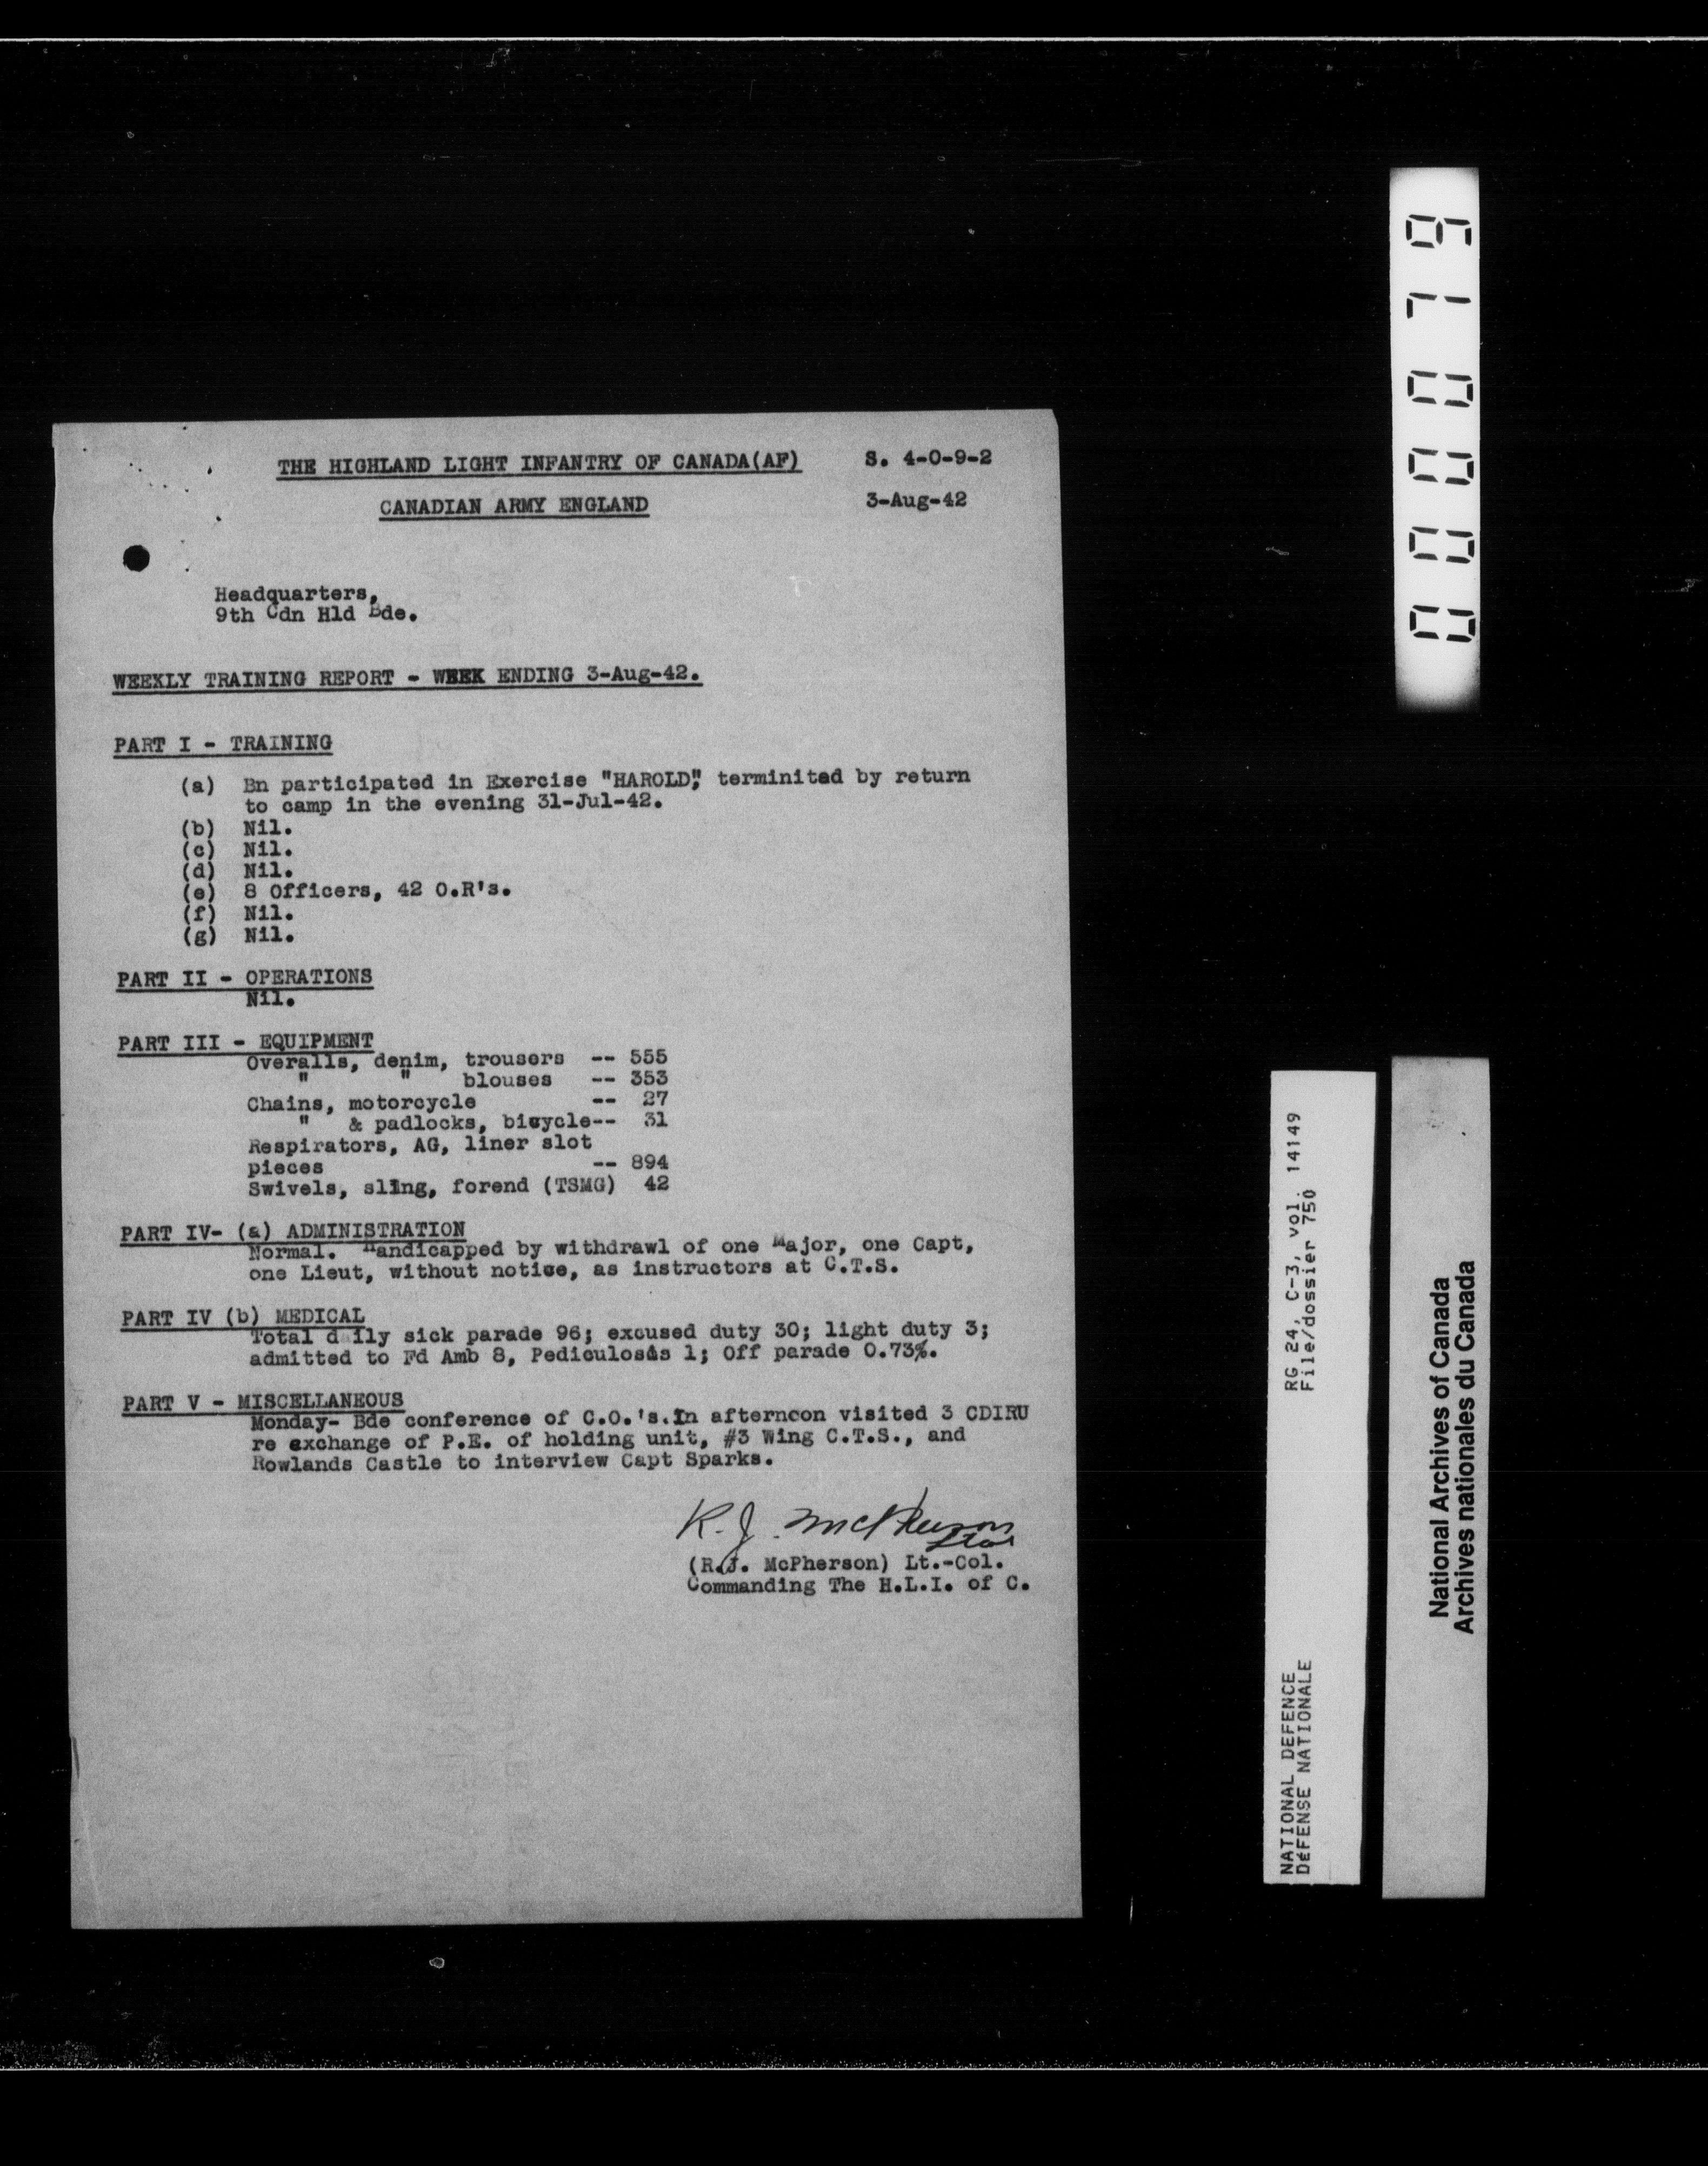 THE HIGHLAND LIGHT INFANTRY OF CANADA(AF) S. 4-0-9-2
CANADIAN ARMY ENGLAND 3-Aug-42
Headquarters,
9th Cdn Hld Bde.
WEEKLY TRAINING REPORT - WEEK ENDING 3-Aug-42.
PART I - TRAINING
(a) Bn participated in Exercise "HAROLD", terminited by return
to camp in the evening 31-Jul-42.
(b) Nil.
(c) Nil.
(d) Nil.
(e) 8 Officers, 42 O.R's.
(f) Nil.
(g) Nil.
PART II - OPERATIONS
Nil.
PART III - EQUIPMENT
Overalls, denim, trousers -- 555
" " blouses -- 353
Chains, motorcycle -- 27
" & padlocks, bicycle-- 31
Respirators, AG, liner slot
pieces -- 894
Swivels, sling, forend (TSMG) 42
PART IV- (a) ADMINISTRATION
Normal. Handicapped by withdrawl of one Major, one Capt,
one Lieut, without notice, as instructors at C.T.S.
PART IV (b) MEDICAL
Total daily sick parade 96; excused duty 30; light duty 3;
admitted to Fd Amb 8, Pediculosis 1; Off parade 0.73%.
PART V - MISCELLANEOUS
Monday- Bde conference of C.O.'s.In afternoon visited 3 CDIRU
re exchange of P.E. of holding unit, #3 Wing C.T.S., and
Rowlands Castle to interview Capt Sparks.
R.J. McPherson
(R.J. McPherson) Lt.-Col.
Commanding The H.L.I. of C.
000079
NATIONAL DEFENCE RG 24, C-3, vol. 14149
DÉFENSE NATIONALE File/dossier 750
National Archives of Canada
Archives nationales du Canada